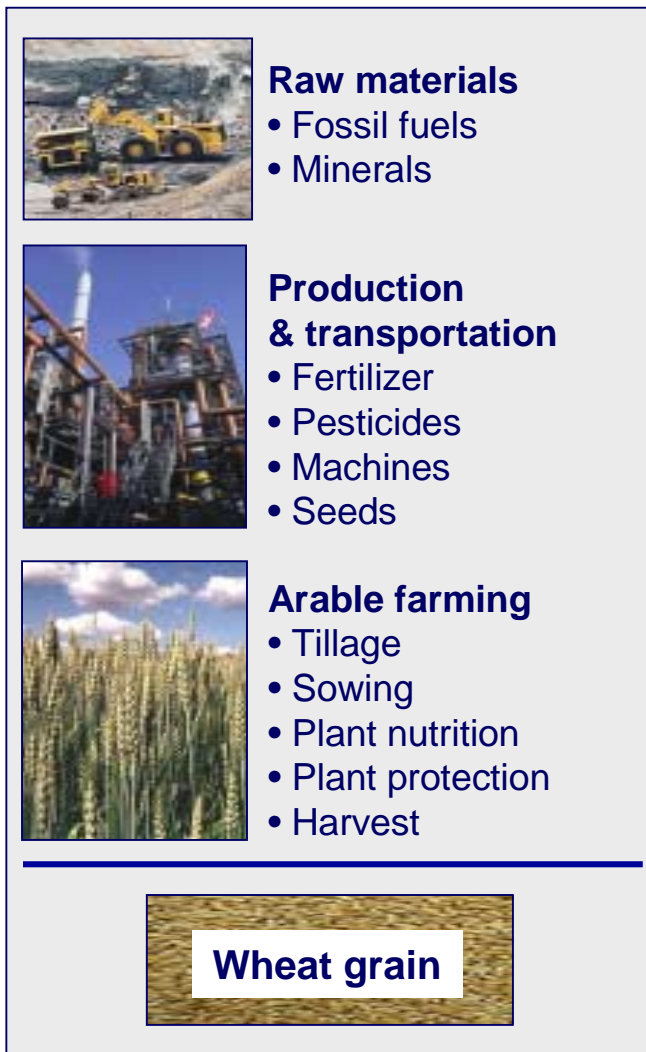 Raw materials
• Fossil fuels
• Minerals
Production
& transportation
• Fertilizer
• Pesticides
• Machines
• Seeds
Arable farming
• Tillage
• Sowing
• Plant nutrition
• Plant protection
• Harvest
Wheat grain